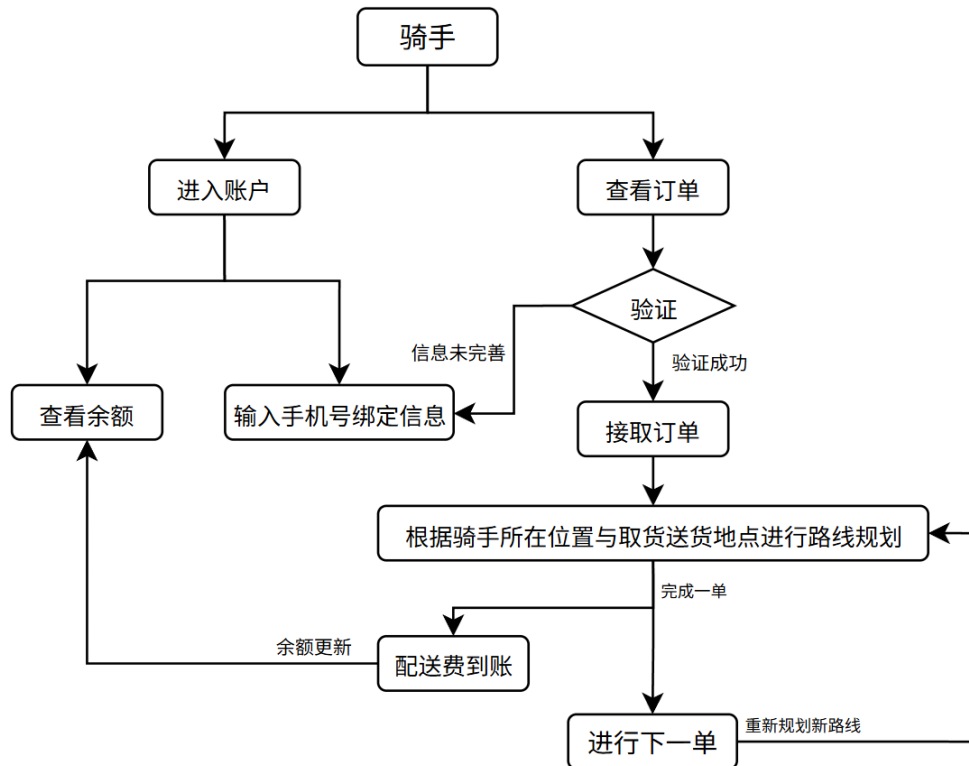 骑手
进入账户
查看订单
验证
信息未完善
验证成功
查看余额
输入手机号绑定信息
接取订单
根据骑手所在位置与取货送货地点进行路线规划
完成一单
余额更新
配送费到账
进行下一单
重新规划新路线